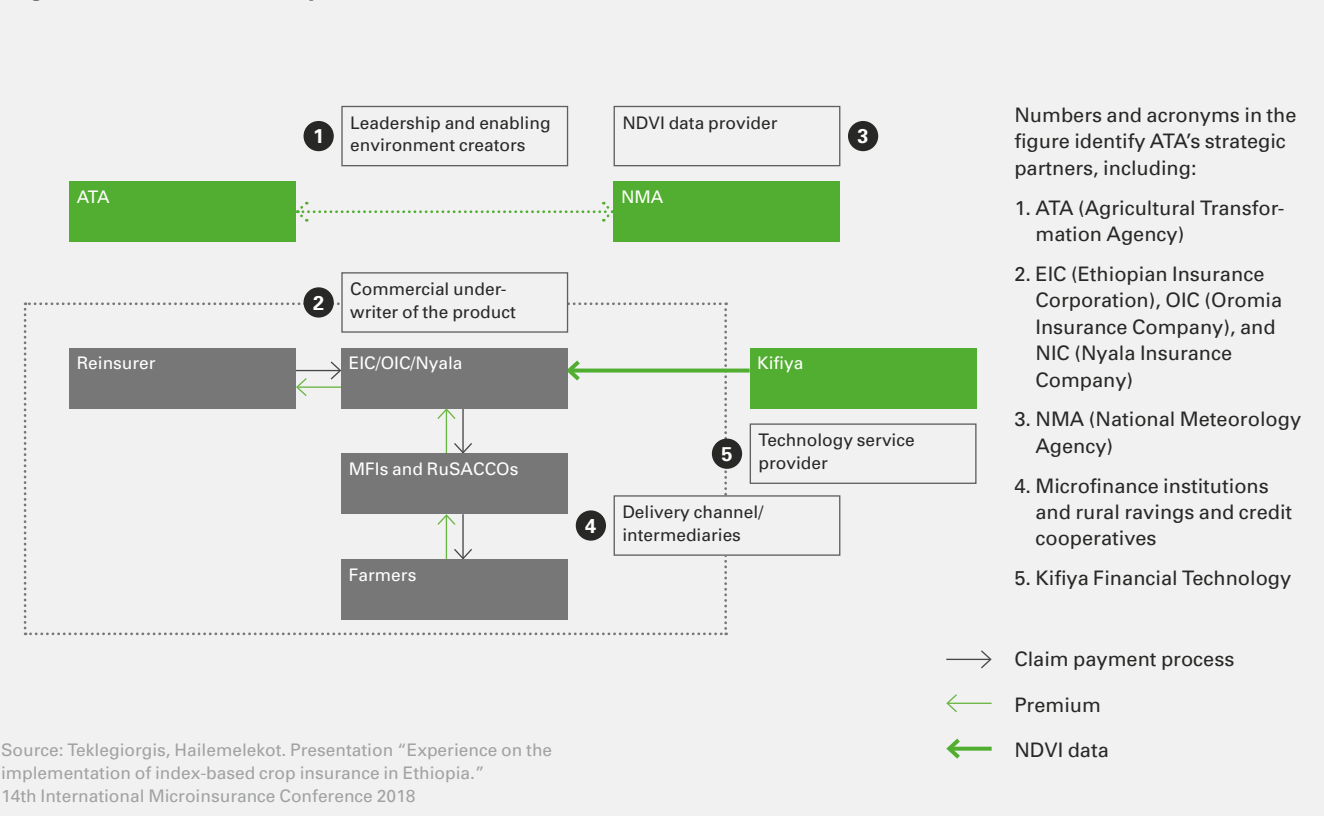 1
Leadership and enabling
environment creators
NDVI data provider
3
ATA
NMA
2
Commercial under-
writer of the product
Reinsurer
EIC/OIC/Nyala
Kifiya
5
Technology service
provider
MFIs and RuSACCOs
4
Delivery channel/
intermediaries
Farmers
Numbers and acronyms in the
figure identify ATA’s strategic
partners, including:
1. ATA (Agricultural Transfor-
mation Agency)
2. EIC (Ethiopian Insurance
Corporation), OIC (Oromia
Insurance Company), and
NIC (Nyala Insurance
Company)
3. NMA (National Meteorology
Agency)
4. Microfinance institutions
and rural ravings and credit
cooperatives
5. Kifiya Financial Technology
Claim payment process
Premium
NDVI data
Source: Teklegiorgis, Hailemelekot. Presentation “Experience on the
implementation of index-based crop insurance in Ethiopia.”
14th International Microinsurance Conference 2018